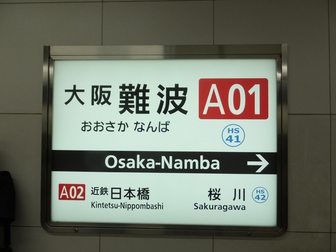 大阪難波 A01
おおさか なんば HS 41
Osaka-Namba →
A02 近鉄日本橋 桜川 HS 42
Kintetsu-Nippombashi Sakuragawa